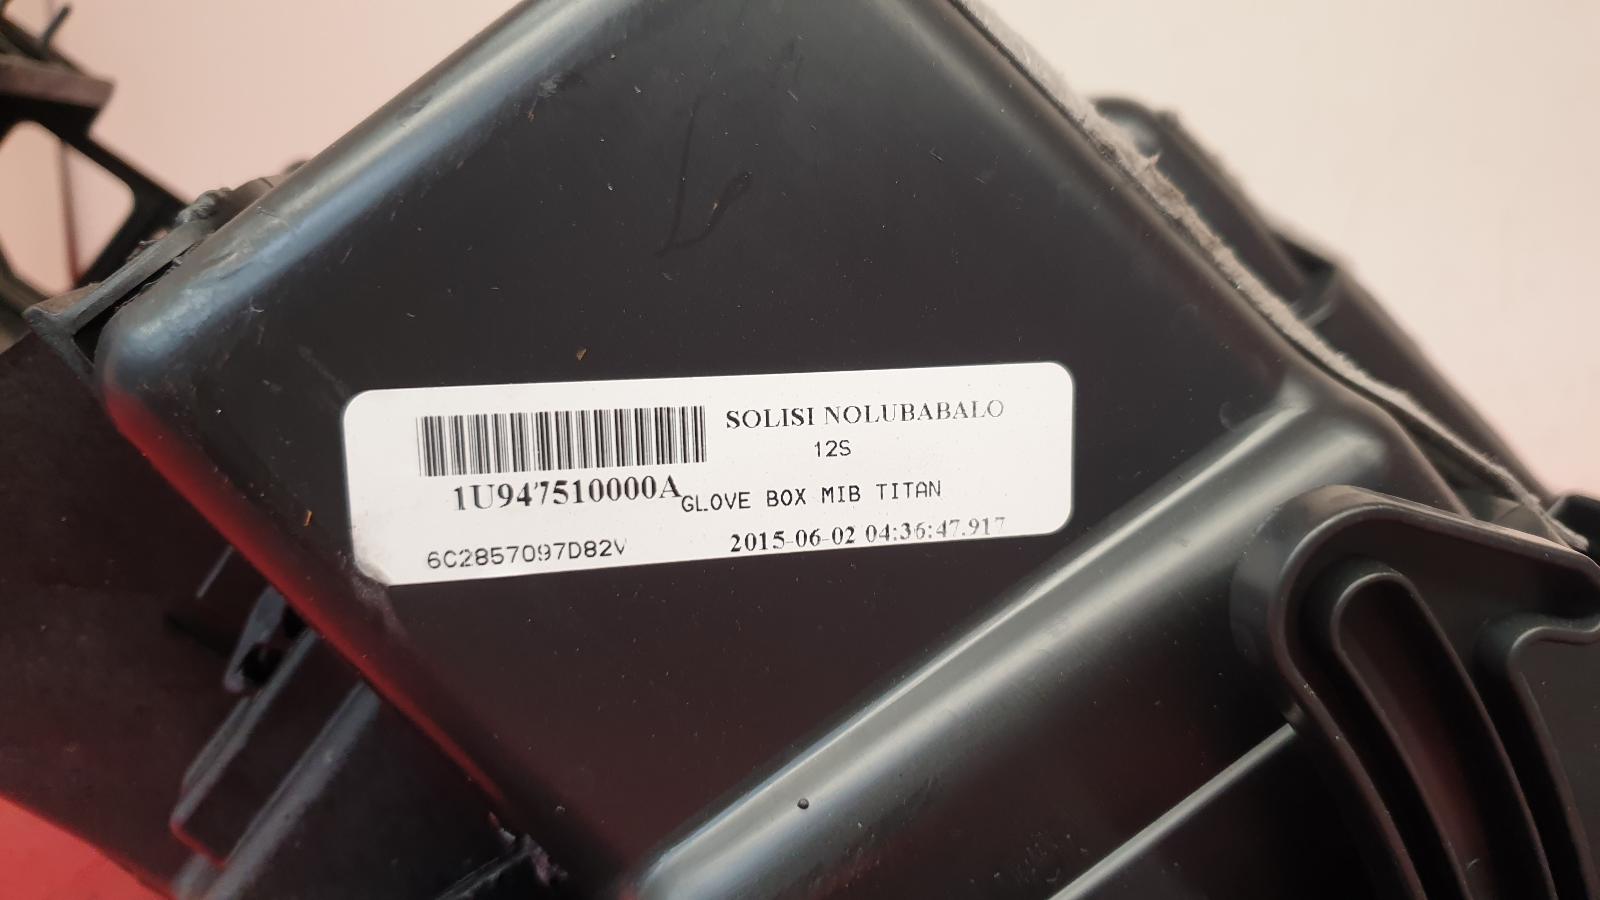 SOLISI NOLUBABALO
12S
1U947510000A
GLOVE BOX MIB TITAN
6C2857097D82V
2015-06-02 04:36:47.917